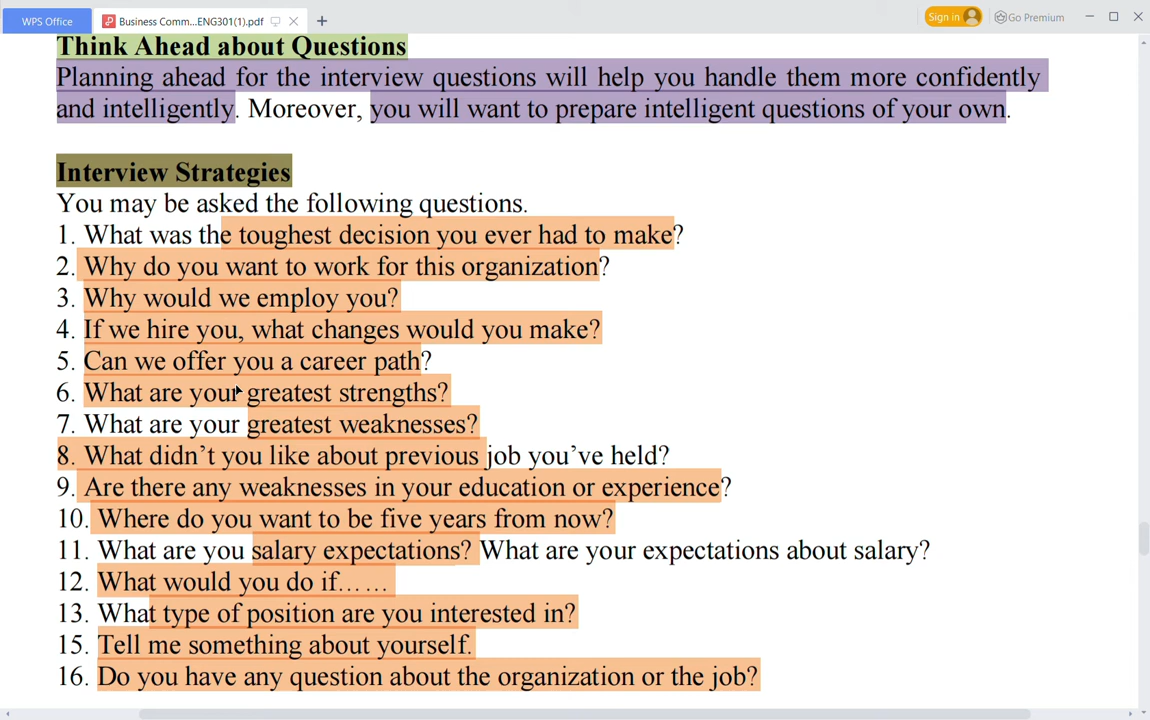 WPS Office
Business Comm...ENG301(1).pdf
Sign in
Go Premium
Think Ahead about Questions
Planning ahead for the interview questions will help you handle them more confidently
and intelligently. Moreover, you will want to prepare intelligent questions of your own.
Interview Strategies
You may be asked the following questions.
1. What was the toughest decision you ever had to make?
2. Why do you want to work for this organization?
3. Why would we employ you?
4. If we hire you, what changes would you make?
5. Can we offer you a career path?
6. What are your greatest strengths?
7. What are your greatest weaknesses?
8. What didn’t you like about previous job you’ve held?
9. Are there any weaknesses in your education or experience?
10. Where do you want to be five years from now?
11. What are you salary expectations? What are your expectations about salary?
12. What would you do if……
13. What type of position are you interested in?
15. Tell me something about yourself.
16. Do you have any question about the organization or the job?